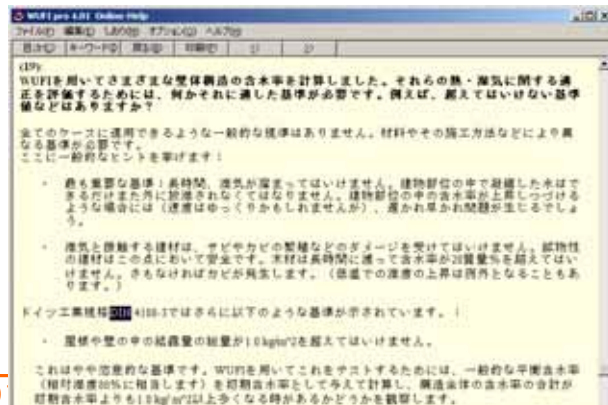 WUFI pro 4.01 Online-Help
ファイル(F) 編集(E) しおり(B) オプション(O) ヘルプ(H)
目次(C) キーワード(I) 戻る(B) 印刷(P)
(19):
WUFIを用いてさまざまな壁体構造の含水率を計算しました。それらの熱・湿気に関する適
正を評価するためには、何かそれに適した基準が必要です。例えば、超えてはいけない基準
値などはありますか?
全てのケースに適用できるような一般的な規準はありません。材料やその施工方法などにより異
なる基準が必要です。
ここに一般的なヒントを挙げます:
・ 最も重要な基準:長時間、湿気が溜まってはいけません。建物部位の中で凝縮した水はで
きるだけまた外に放湿されなくてはなりません。建物部位の中の含水率が上昇しつづける
ような場合には(速度はゆっくりかもしれませんが)、遅かれ早かれ問題が生じるでしょ
う。
・ 湿気と接触する建材は、サビやカビの繁殖などのダメージを受けてはいけません。鉱物性
の建材はこの点において安全です。木材は長時間に渡って含水率が20質量%を超えてはい
けません。さもなければカビが発生します。(低温での湿度の上昇は例外となることもあ
ります。)
ドイツ工業規格DIN 4108-3ではさらに以下のような基準が示されています。:
・ 屋根や壁の中の結露量の総量が1.0kg/m^2を超えてはいけません。
これはやや恣意的な基準です。WUFIを用いてこれをテストするためには、一般的な平衡含水率
(相対湿度80%に相当します)を初期含水率として与えて計算し、構造全体の含水率の合計が
初期含水率よりも1.0kg/m^2以上多くなる時があるかどうかを観察します。